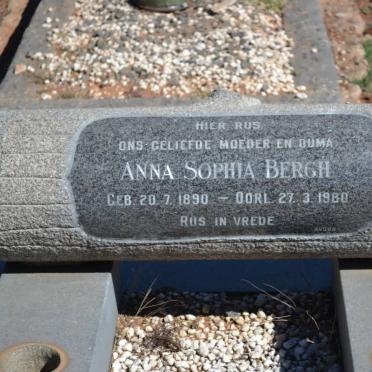 HIER RUS
ONS GELIEFDE MOEDER EN OUMA
ANNA SOPHIA BERGH
GEB. 20.7.1890 – OORL. 27.3.1980
RUS IN VREDE